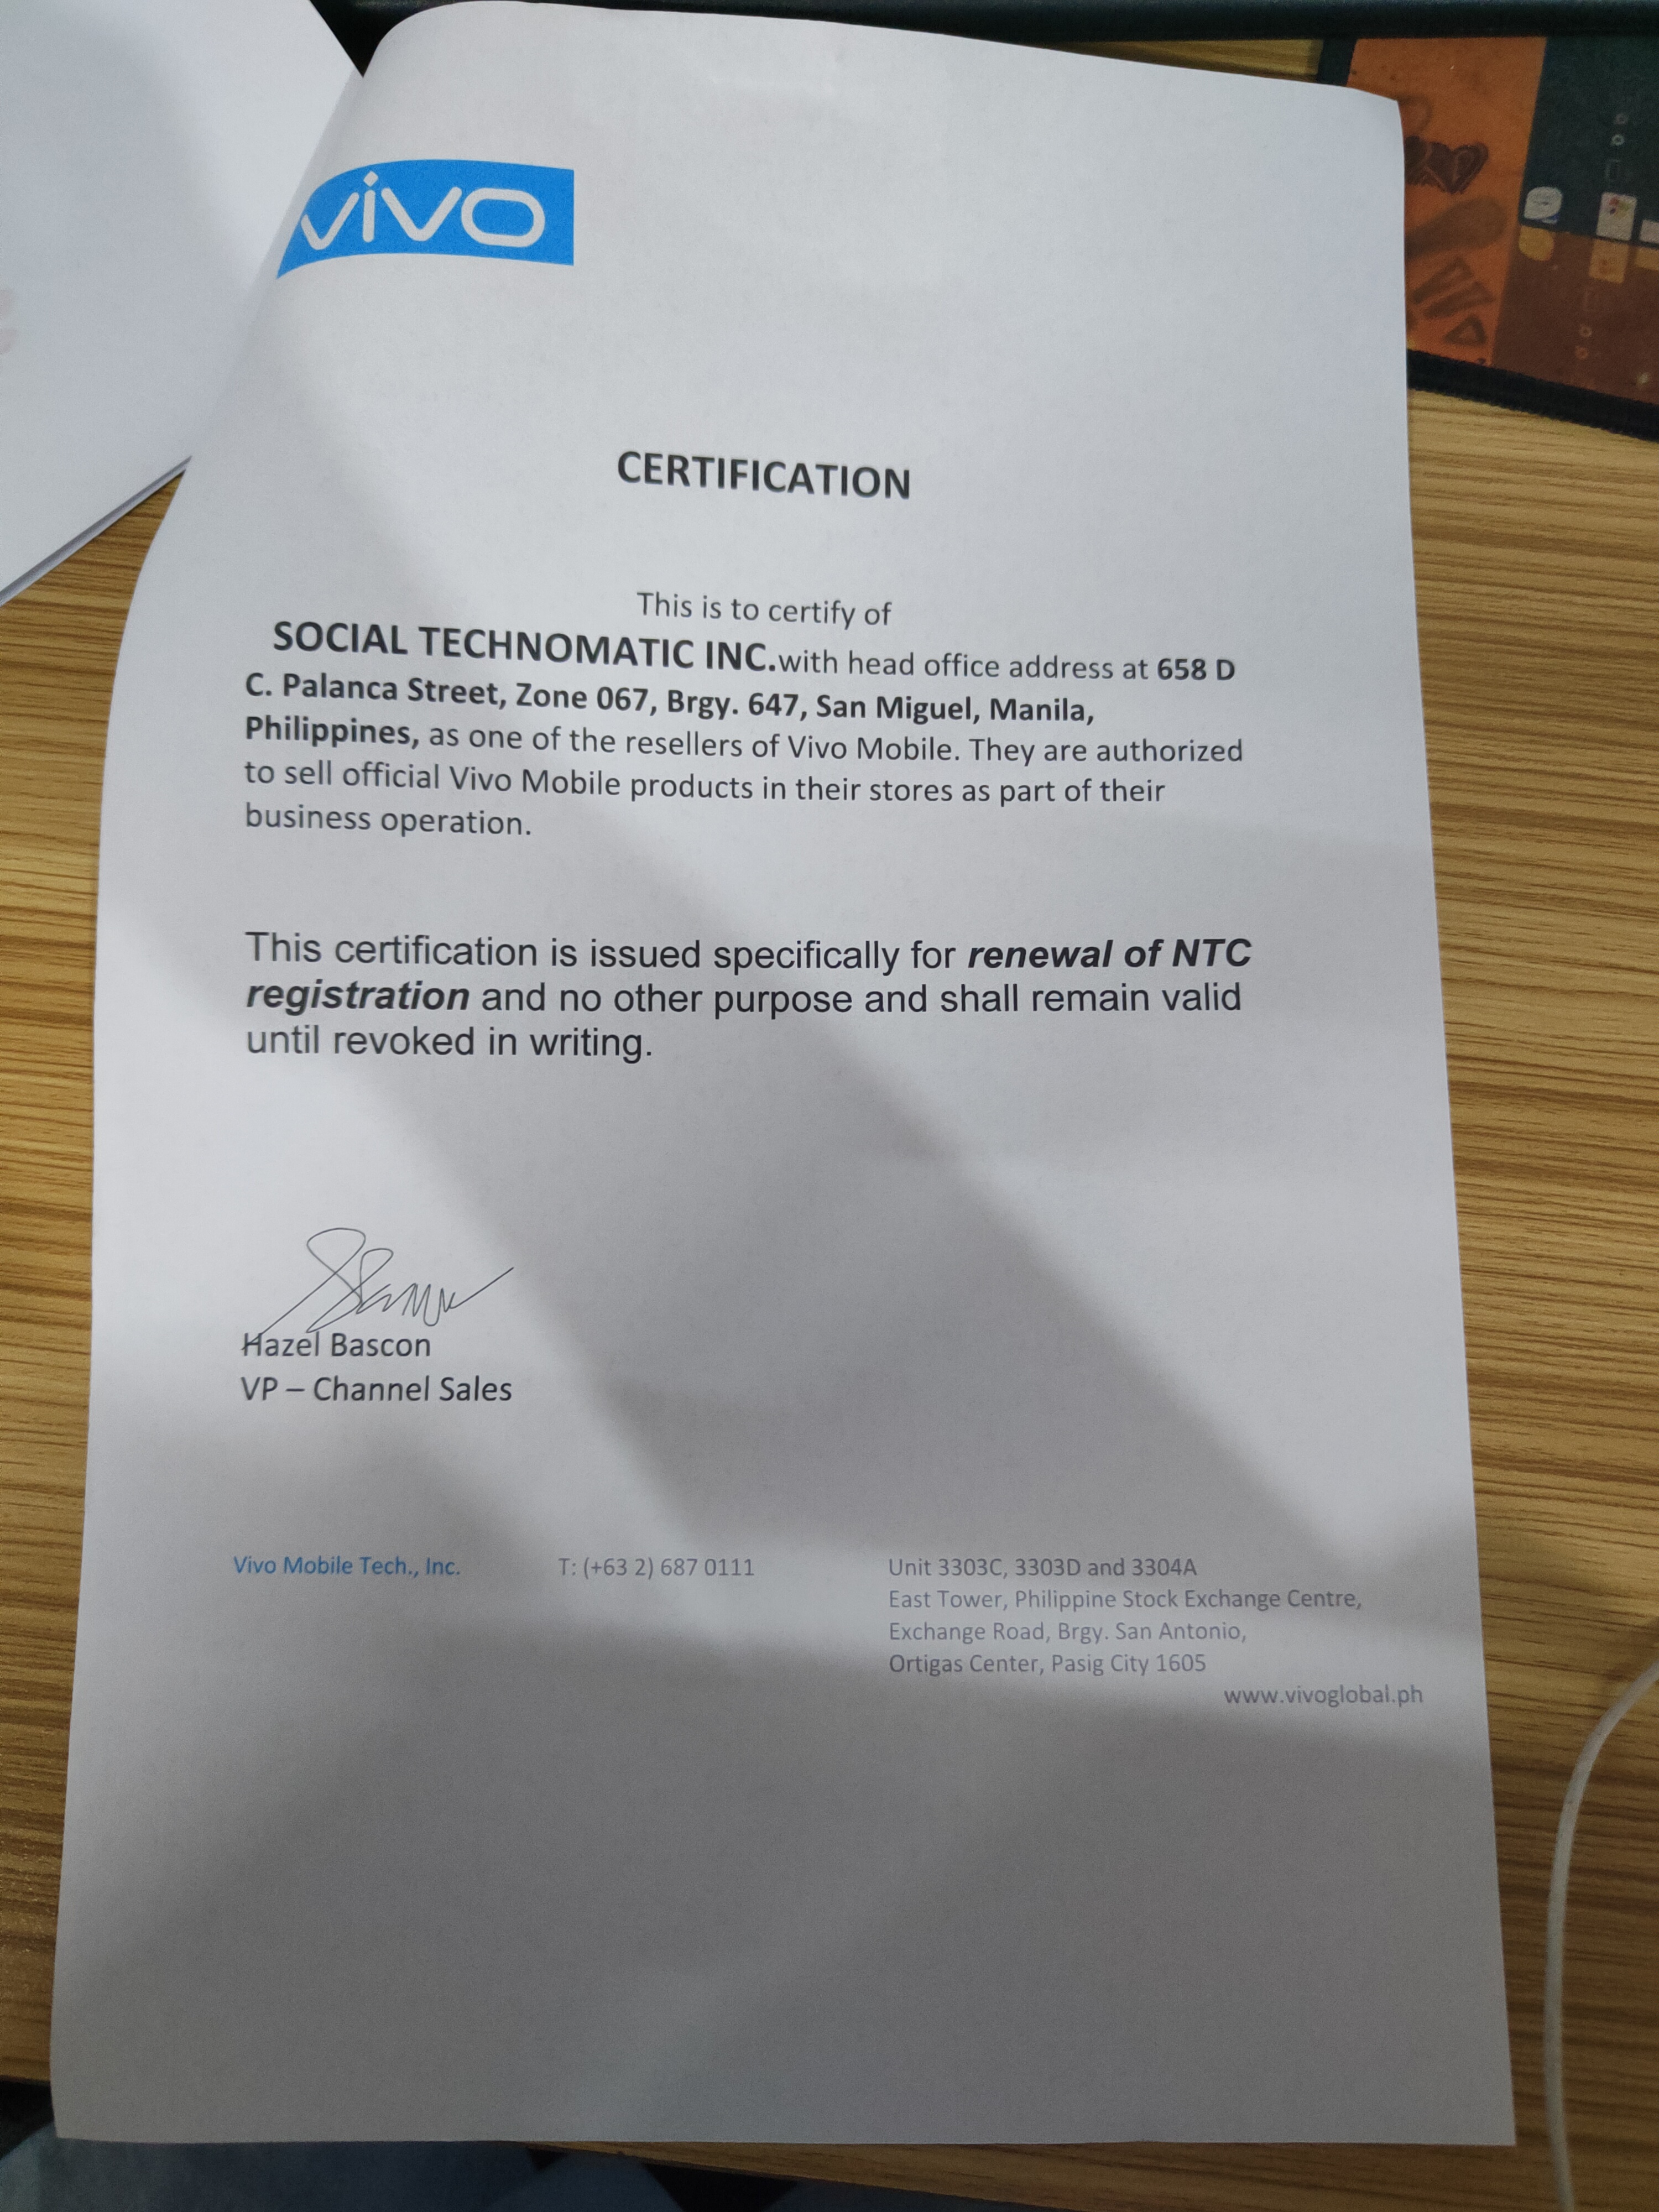 vivo
CERTIFICATION
This is to certify of
SOCIAL TECHNOMATIC INC.with head office address at 658 D
C. Palanca Street, Zone 067, Brgy. 647, San Miguel, Manila,
Philippines, as one of the resellers of Vivo Mobile. They are authorized
to sell official Vivo Mobile products in their stores as part of their
business operation.
This certification is issued specifically for renewal of NTC
registration and no other purpose and shall remain valid
until revoked in writing.
Hazel Bascon
VP – Channel Sales
Vivo Mobile Tech., Inc.
T: (+63 2) 687 0111
Unit 3303C, 3303D and 3304A
East Tower, Philippine Stock Exchange Centre,
Exchange Road, Brgy. San Antonio,
Ortigas Center, Pasig City 1605
www.vivoglobal.ph